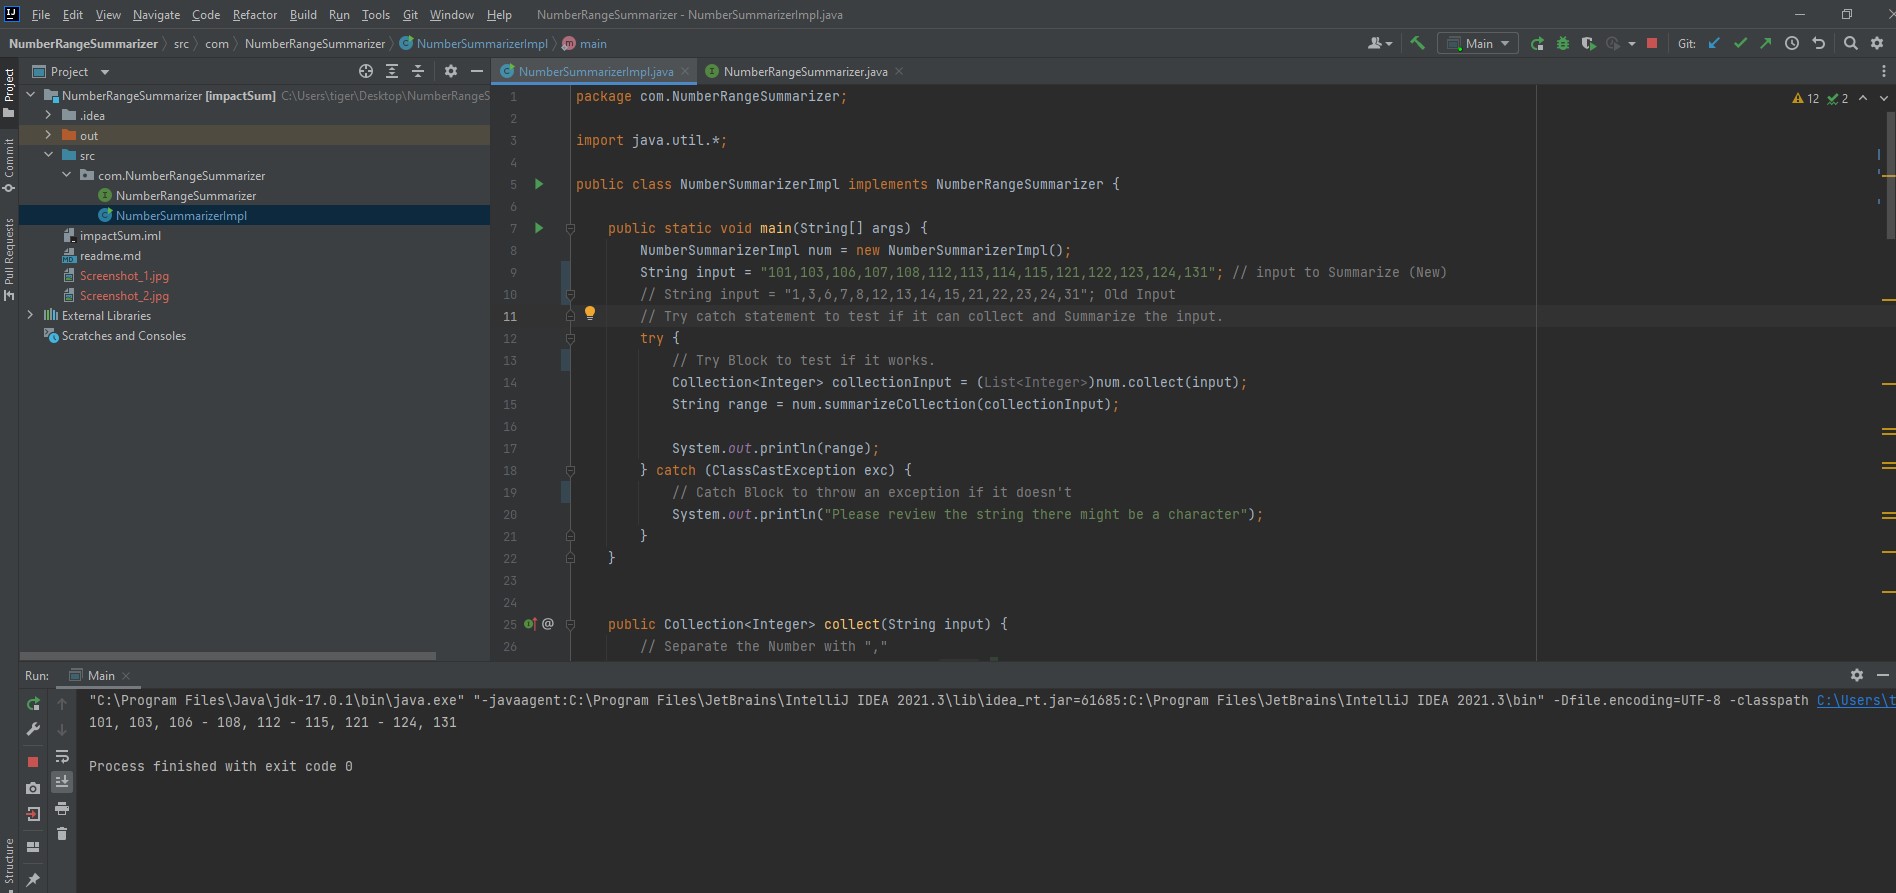 File Edit View Navigate Code Refactor Build Run Tools Git Window Help NumberRangeSummarizer - NumberSummarizerImpl.java
NumberRangeSummarizer src com NumberRangeSummarizer NumberSummarizerImpl main Main Git:
Project NumberSummarizerImpl.java NumberRangeSummarizer.java
Project
Commit
Pull Requests
Structure
NumberRangeSummarizer [impactSum] C:\Users\tiger\Desktop\NumberRangeS
.idea
out
src
com.NumberRangeSummarizer
NumberRangeSummarizer
NumberSummarizerImpl
impactSum.iml
readme.md
Screenshot_1.jpg
Screenshot_2.jpg
External Libraries
Scratches and Consoles
12 2
1 package com.NumberRangeSummarizer;
2
3 import java.util.*;
4
5 public class NumberSummarizerImpl implements NumberRangeSummarizer {
6
7 public static void main(String[] args) {
8 NumberSummarizerImpl num = new NumberSummarizerImpl();
9 String input = "101,103,106,107,108,112,113,114,115,121,122,123,124,131"; // input to Summarize (New)
10 // String input = "1,3,6,7,8,12,13,14,15,21,22,23,24,31"; Old Input
11 // Try catch statement to test if it can collect and Summarize the input.
12 try {
13 // Try Block to test if it works.
14 Collection<Integer> collectionInput = (List<Integer>)num.collect(input);
15 String range = num.summarizeCollection(collectionInput);
16
17 System.out.println(range);
18 } catch (ClassCastException exc) {
19 // Catch Block to throw an exception if it doesn't
20 System.out.println("Please review the string there might be a character");
21 }
22 }
23
24
25 @ public Collection<Integer> collect(String input) {
26 // Separate the Number with ","
Run: Main
"C:\Program Files\Java\jdk-17.0.1\bin\java.exe" "-javaagent:C:\Program Files\JetBrains\IntelliJ IDEA 2021.3\lib\idea_rt.jar=61685:C:\Program Files\JetBrains\IntelliJ IDEA 2021.3\bin" -Dfile.encoding=UTF-8 -classpath C:\Users\t
101, 103, 106 - 108, 112 - 115, 121 - 124, 131
Process finished with exit code 0